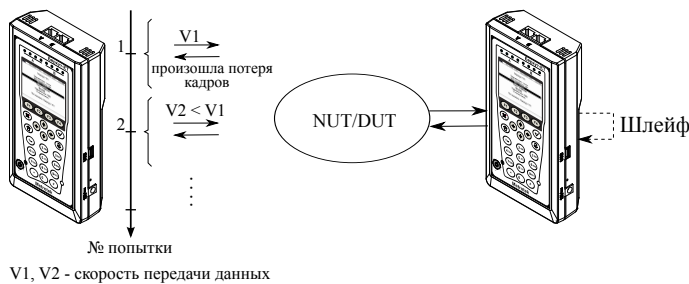 1
V1
произошла потеря
кадров
2
V2 < V1
NUT/DUT
Шлейф
№ попытки
V1, V2 - скорость передачи данных